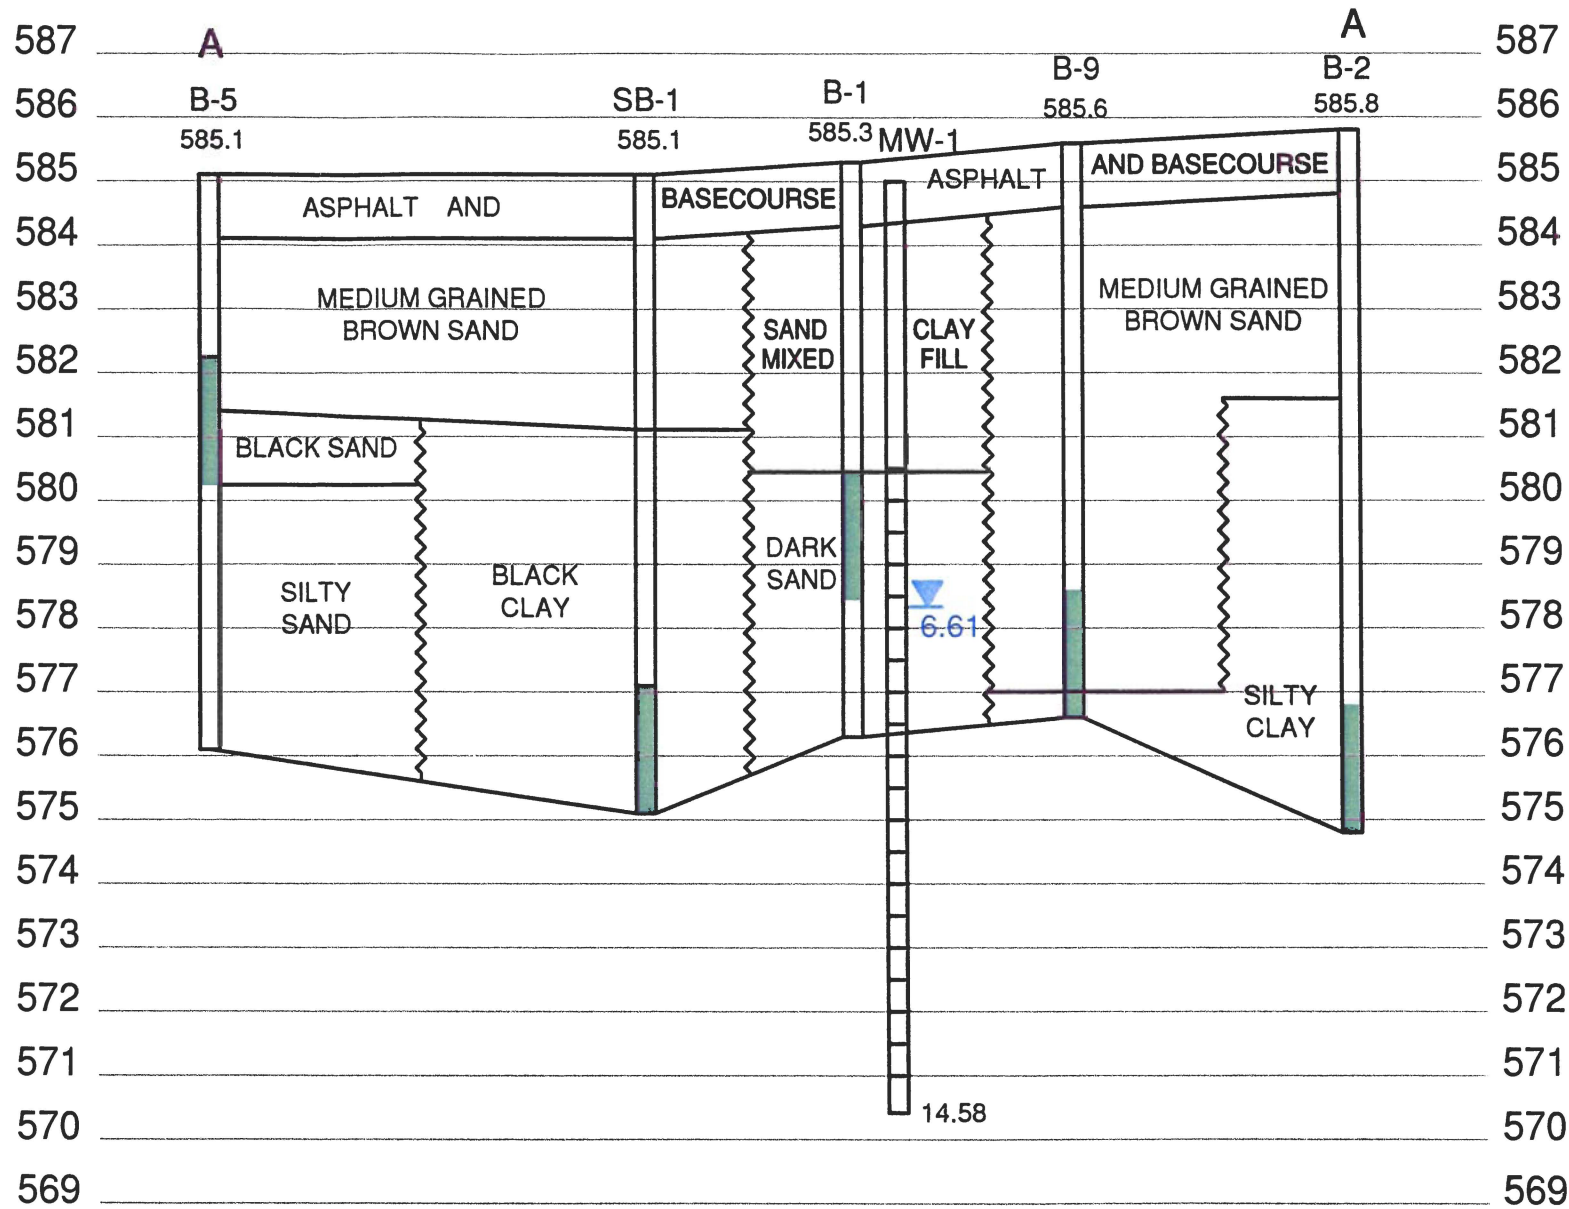 A
A
587
587
B-9
B-2
586
B-5
SB-1
B-1
585.6
585.8
586
585.1
585.1
585.3
MW-1
585
ASPHALT AND
BASECOURSE
ASPHALT
AND BASECOURSE
585
584
584
583
MEDIUM GRAINED
BROWN SAND
SAND
MIXED
CLAY
FILL
MEDIUM GRAINED
BROWN SAND
583
582
582
581
BLACK SAND
581
580
580
579
DARK
SAND
579
SILTY
SAND
BLACK
CLAY
578
6.61
578
577
SILTY
CLAY
577
576
576
575
575
574
574
573
573
572
572
571
571
570
14.58
570
569
569